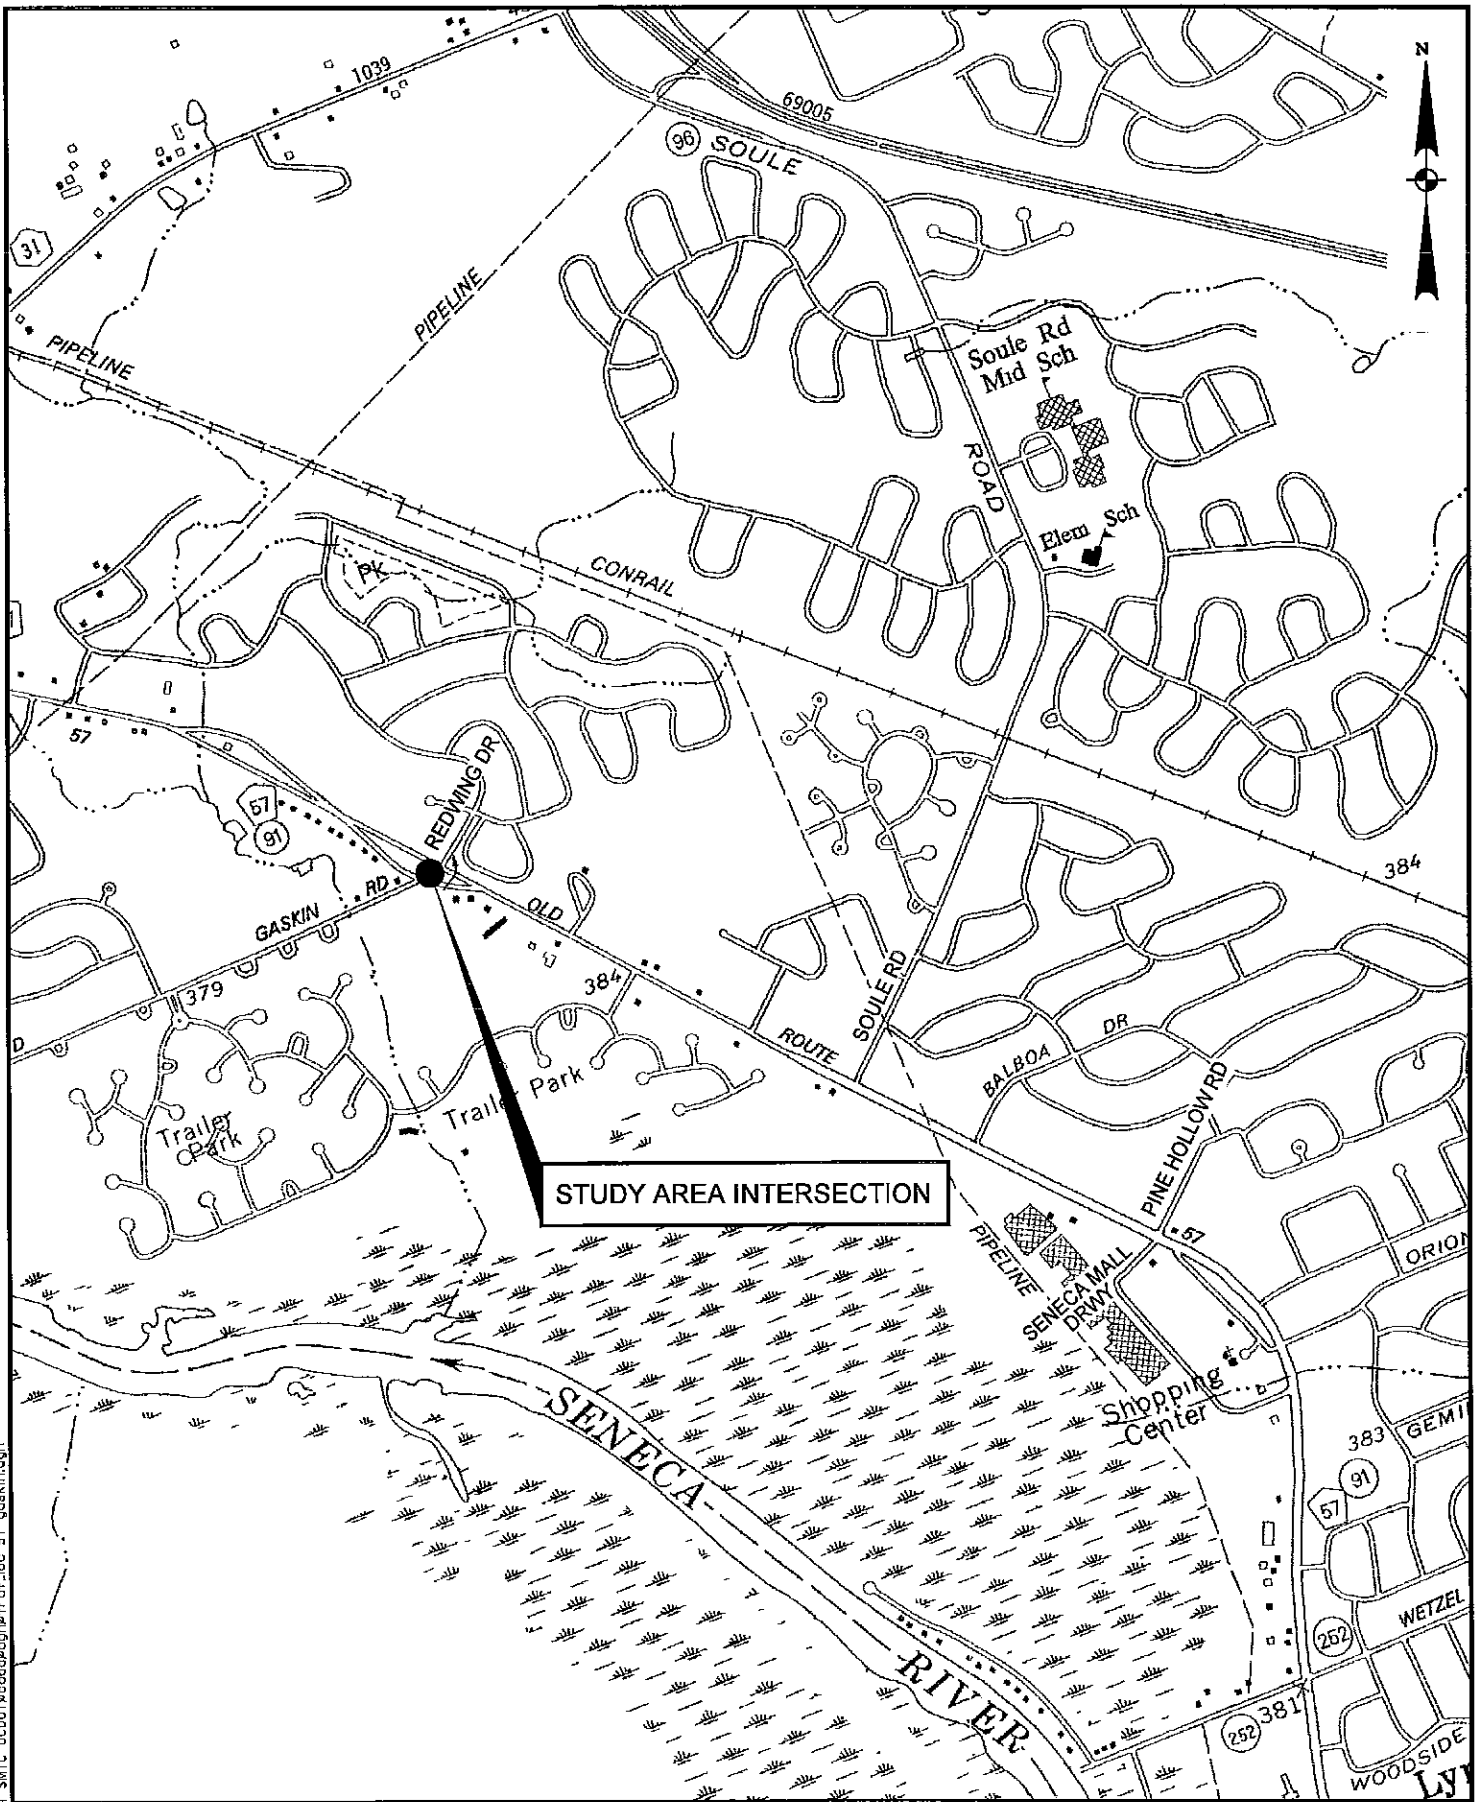 N
1039
69005
96
SOULE
31
PIPELINE
PIPELINE
Soule Rd
Mid Sch
ROAD
Elem Sch
CONRAIL
PK
57
REDWING DR
57
91
384
RD
GASKIN
OLD
379
384
D
SOULE RD
ROUTE
BALBOA DR
PINE HOLLOW RD
Trailer Park
Trailer
Park
STUDY AREA INTERSECTION
57
PIPELINE
SENECA MALL
DRWY
ORION
Shopping
Center
SENECA
RIVER
383
GEMI
91
57
WETZEL
252
381
252
WOODSIDE
Ly